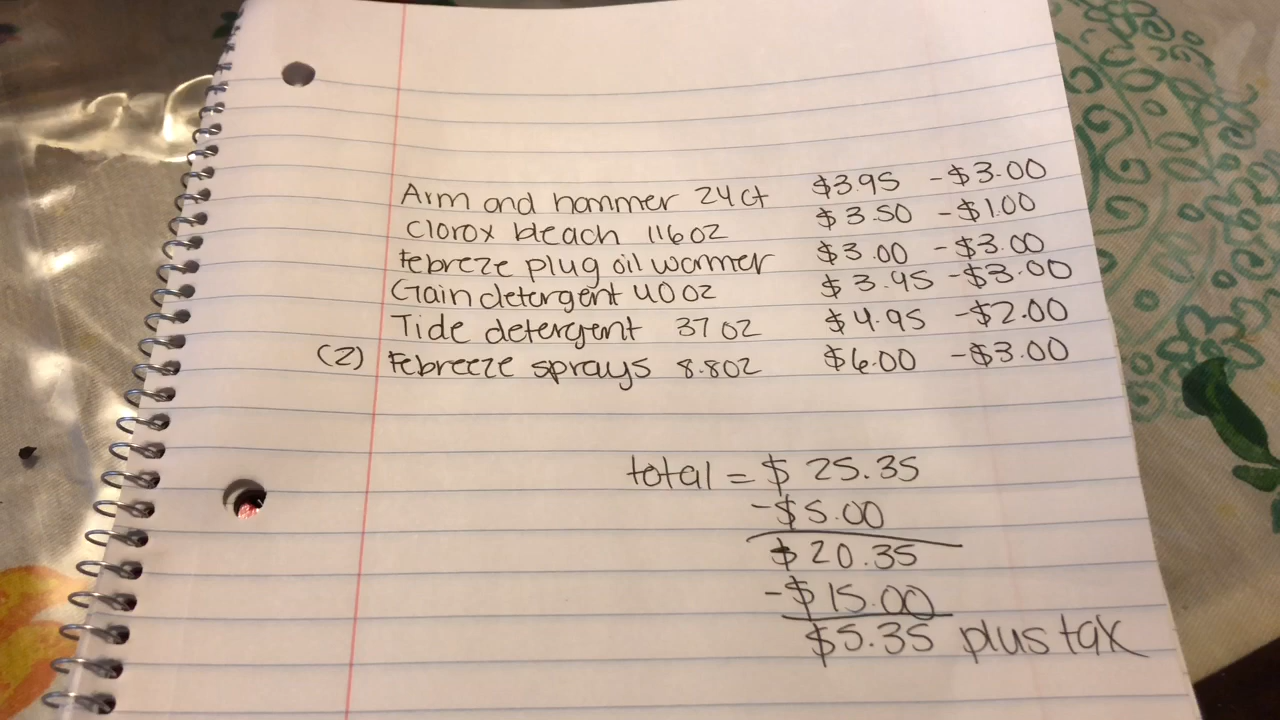 Arm and hammer 24ct $3.95 -$3.00
Clorox bleach 116oz $3.50 -$1.00
febreze plug oil warmer $3.00 -$3.00
Gain detergent 40oz $3.95 -$3.00
Tide detergent 37oz $4.95 -$2.00
(2) Febreeze sprays 8.8oz $6.00 -$3.00
total = $25.35
-$5.00
$20.35
-$15.00
$5.35 plus tax